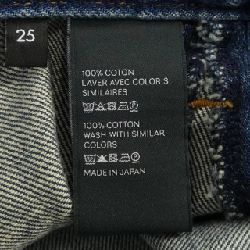 25
100% COTON
LAVER AVEC COLOR S
SIMILAIRES
100% COTTON
WASH WITH SIMILAR
COLORS
MADE IN JAPAN